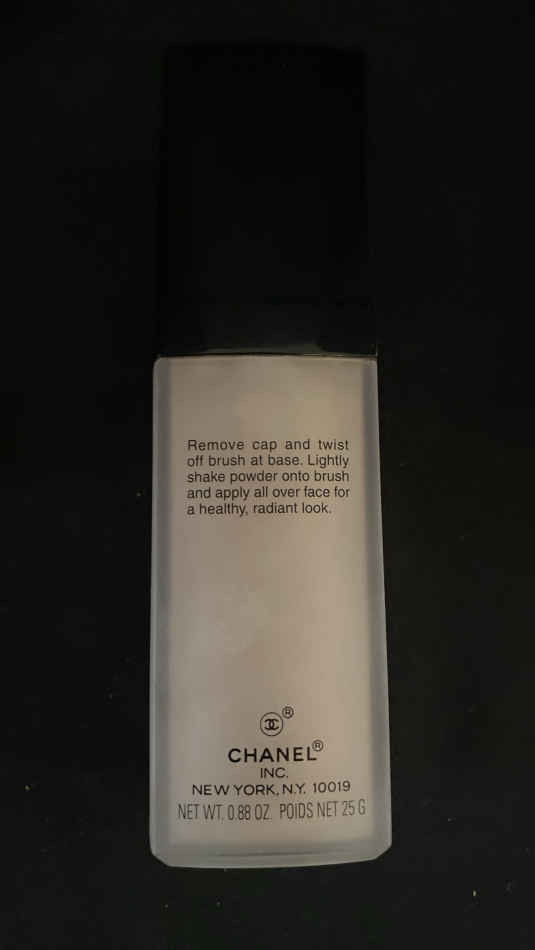 Remove cap and twist
off brush at base. Lightly
shake powder onto brush
and apply all over face for
a healthy, radiant look.
®
CHANEL®
INC.
NEW YORK, N.Y. 10019
NET WT. 0.88 OZ. POIDS NET 25 G